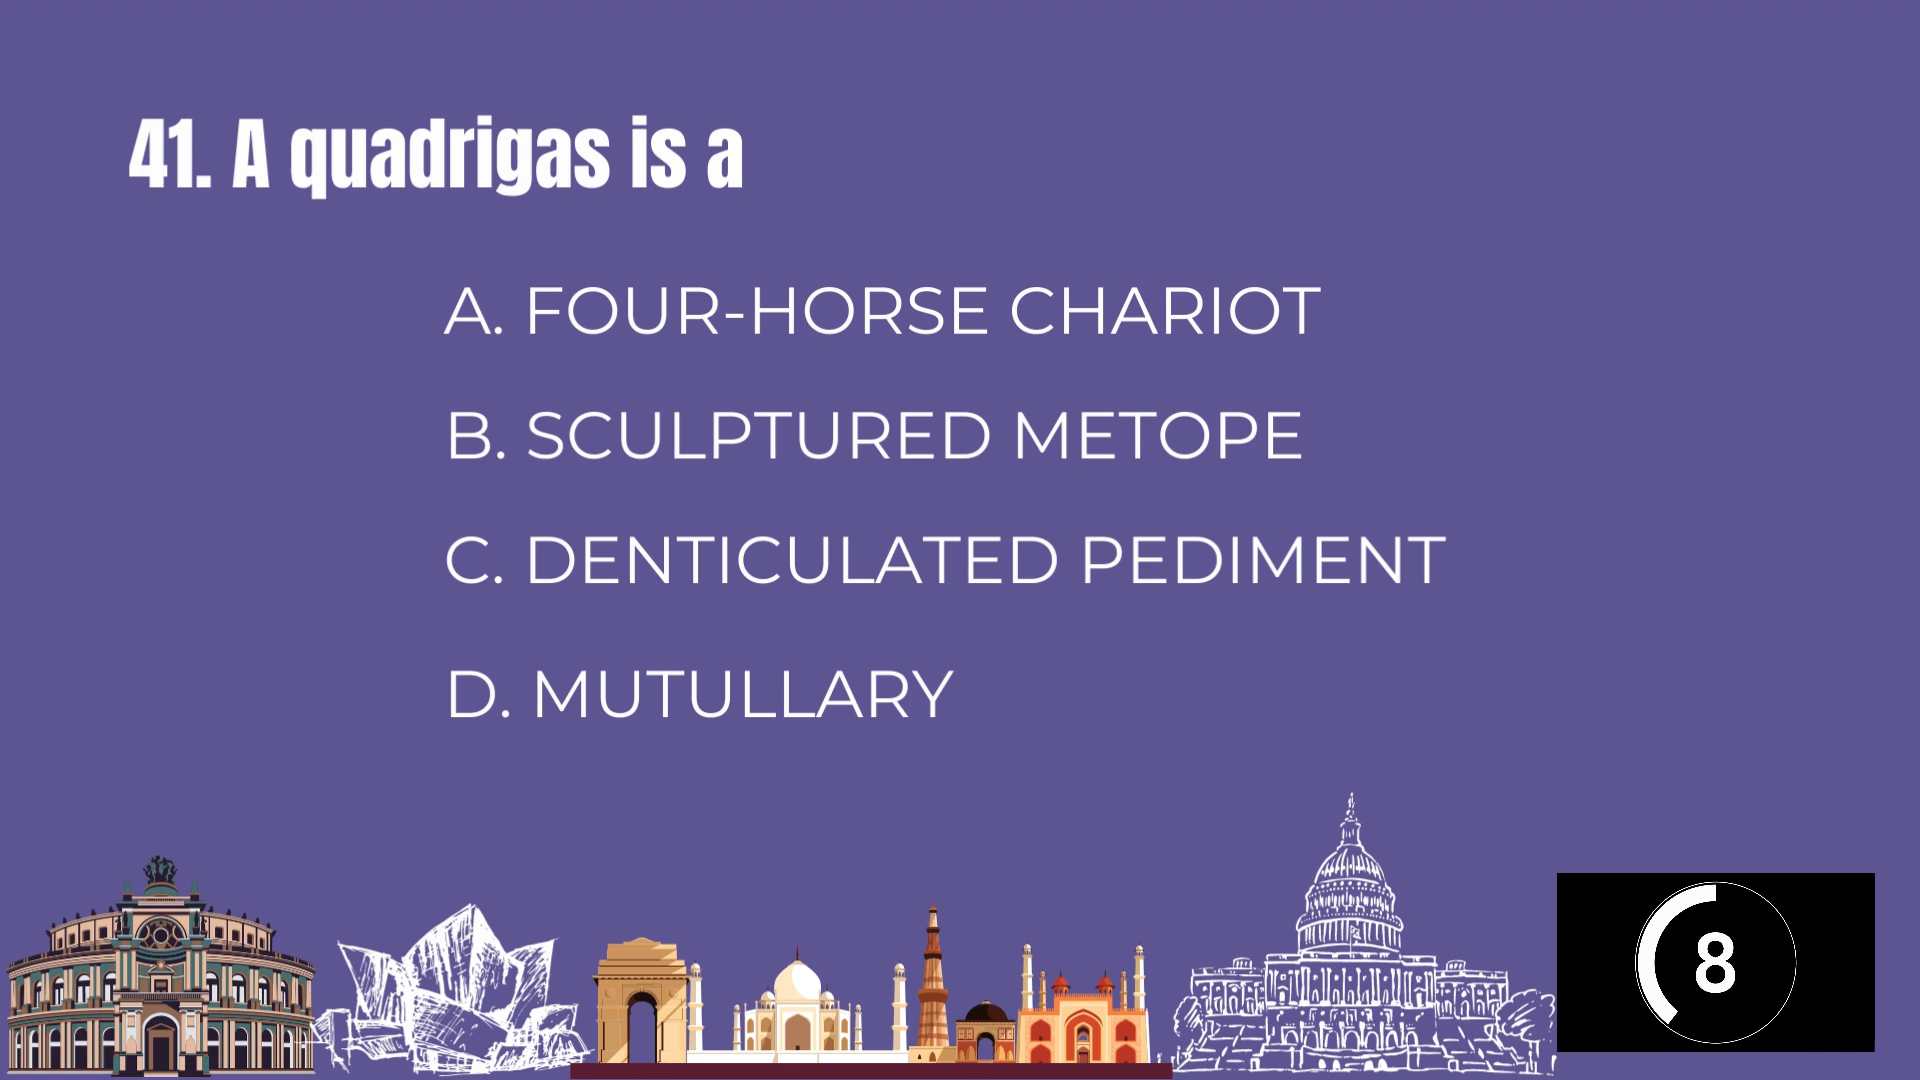 41. A quadrigas is a
A. FOUR-HORSE CHARIOT
B. SCULPTURED METOPE
C. DENTICULATED PEDIMENT
D. MUTULLARY
8